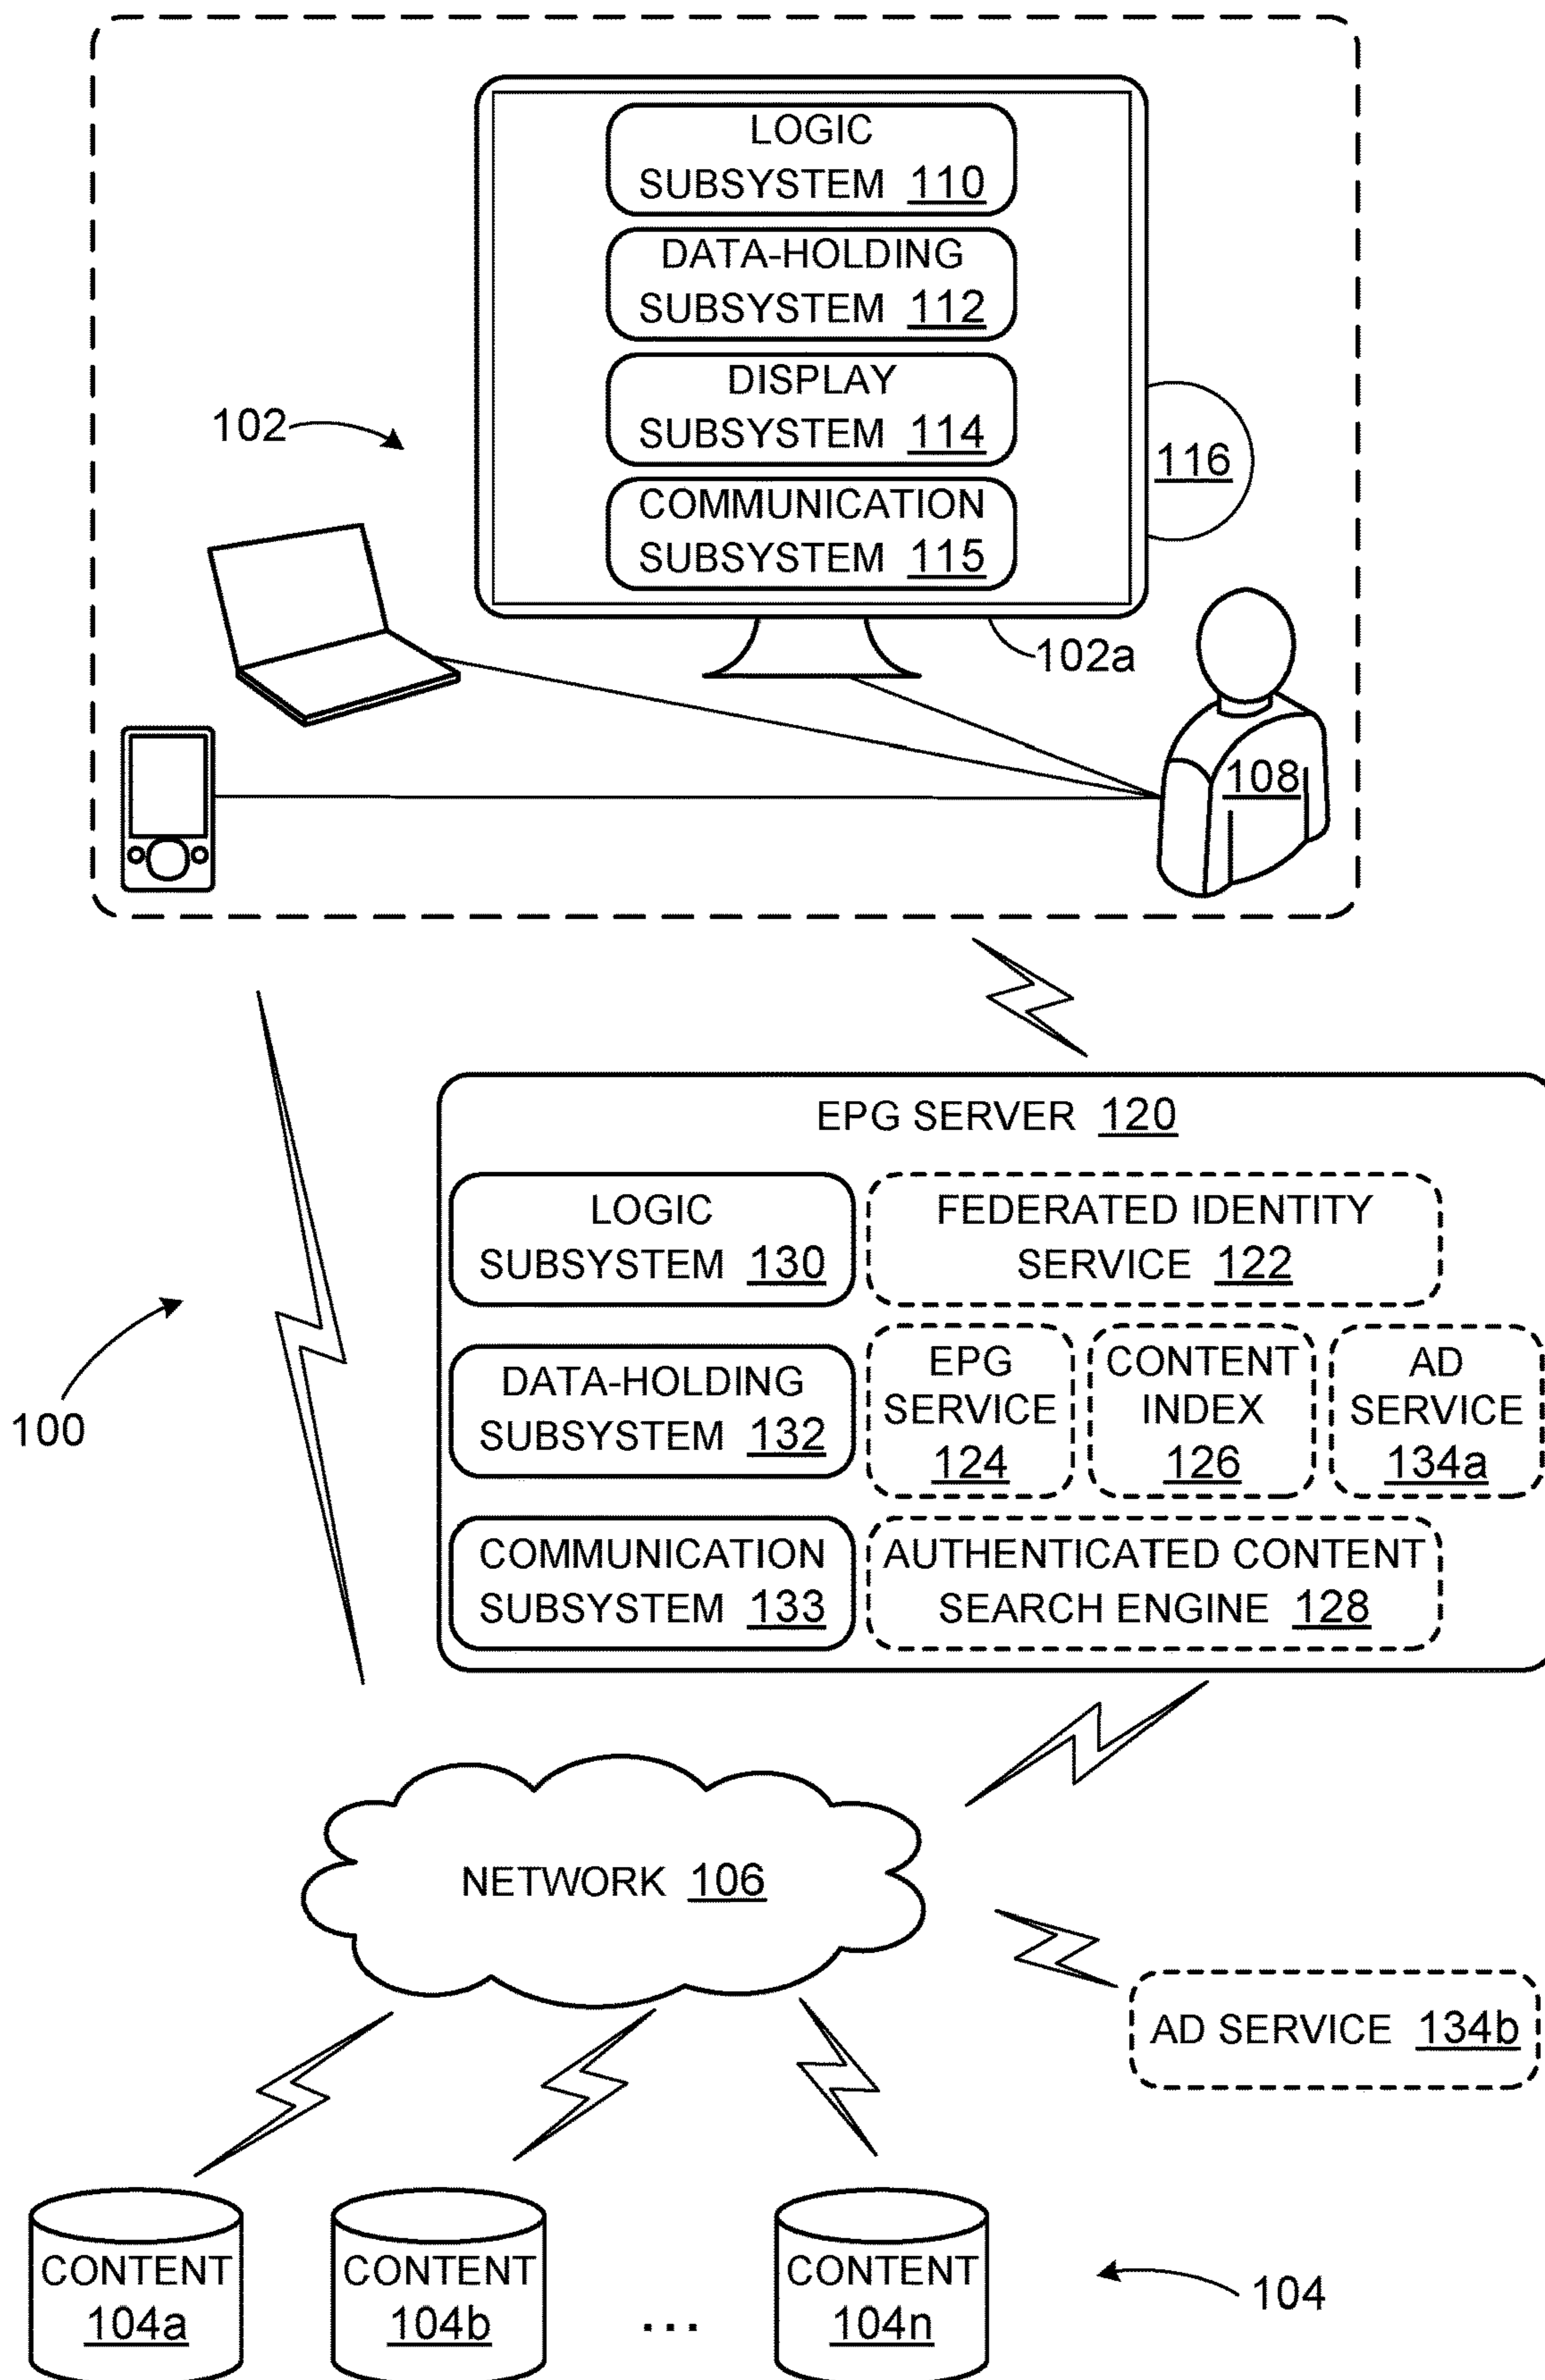 LOGIC
SUBSYSTEM 110
DATA-HOLDING
SUBSYSTEM 112
DISPLAY
SUBSYSTEM 114
102
116
COMMUNICATION
SUBSYSTEM 115
102a
108
EPG SERVER 120
LOGIC
SUBSYSTEM 130
FEDERATED IDENTITY
SERVICE 122
DATA-HOLDING
SUBSYSTEM 132
EPG
SERVICE
124
CONTENT
INDEX
126
AD
SERVICE
134a
100
COMMUNICATION
SUBSYSTEM 133
AUTHENTICATED CONTENT
SEARCH ENGINE 128
NETWORK 106
AD SERVICE 134b
CONTENT
104a
CONTENT
104b
...
CONTENT
104n
104